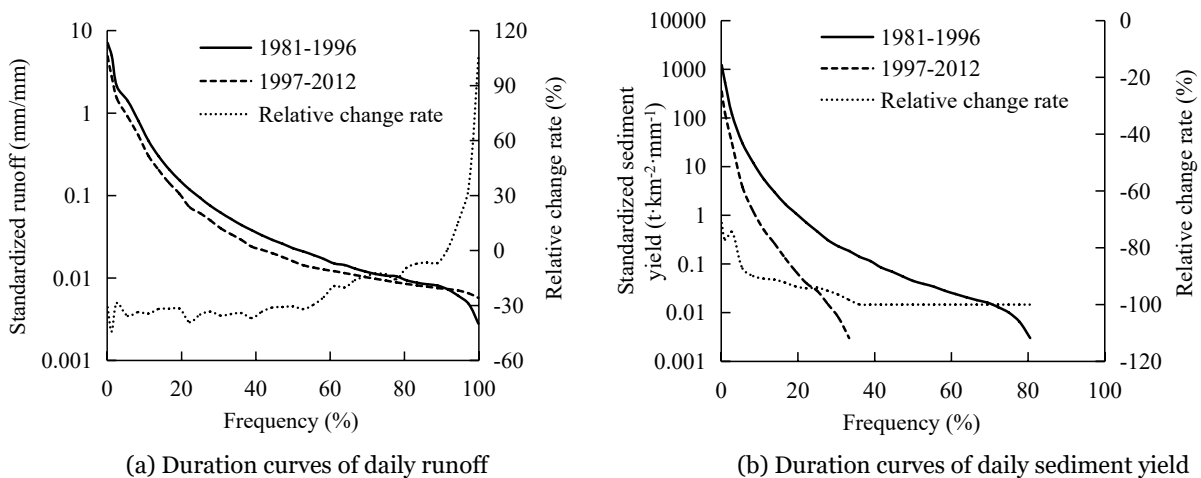 10
1
0.1
0.01
0.001
Standardized runoff (mm/mm)
1981-1996
1997-2012
Relative change rate
120
90
60
30
0
-30
-60
Relative change rate (%)
0 20 40 60 80 100
Frequency (%)
(a) Duration curves of daily runoff
10000
1000
100
10
1
0.1
0.01
0.001
Standardized sediment
yield (t·km⁻²·mm⁻¹)
1981-1996
1997-2012
Relative change rate
0
-20
-40
-60
-80
-100
-120
Relative change rate (%)
0 20 40 60 80 100
Frequency (%)
(b) Duration curves of daily sediment yield